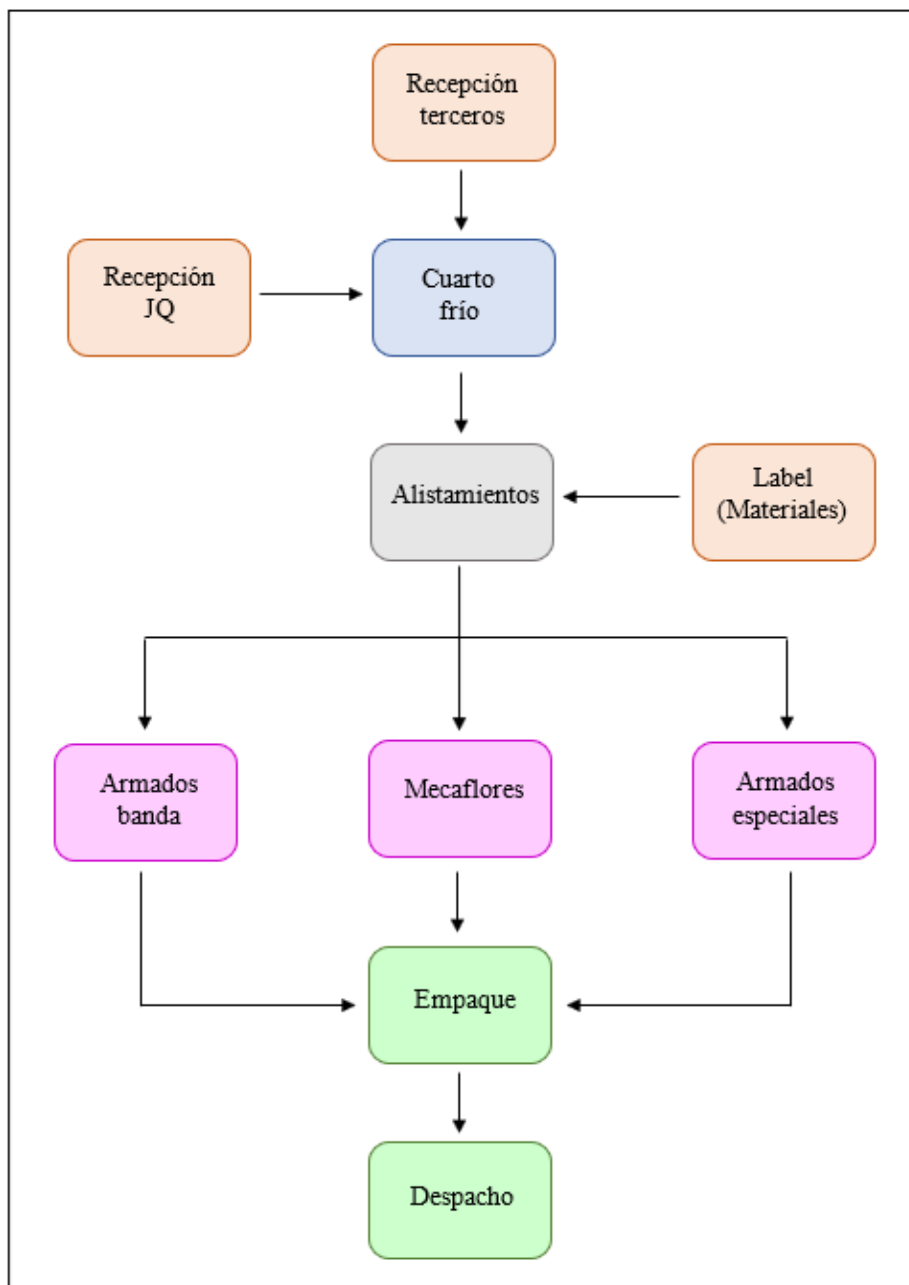 Recepción
terceros
Recepción
JQ
Cuarto
frío
Alistamientos
Label
(Materiales)
Armados
banda
Mecaflores
Armados
especiales
Empaque
Despacho